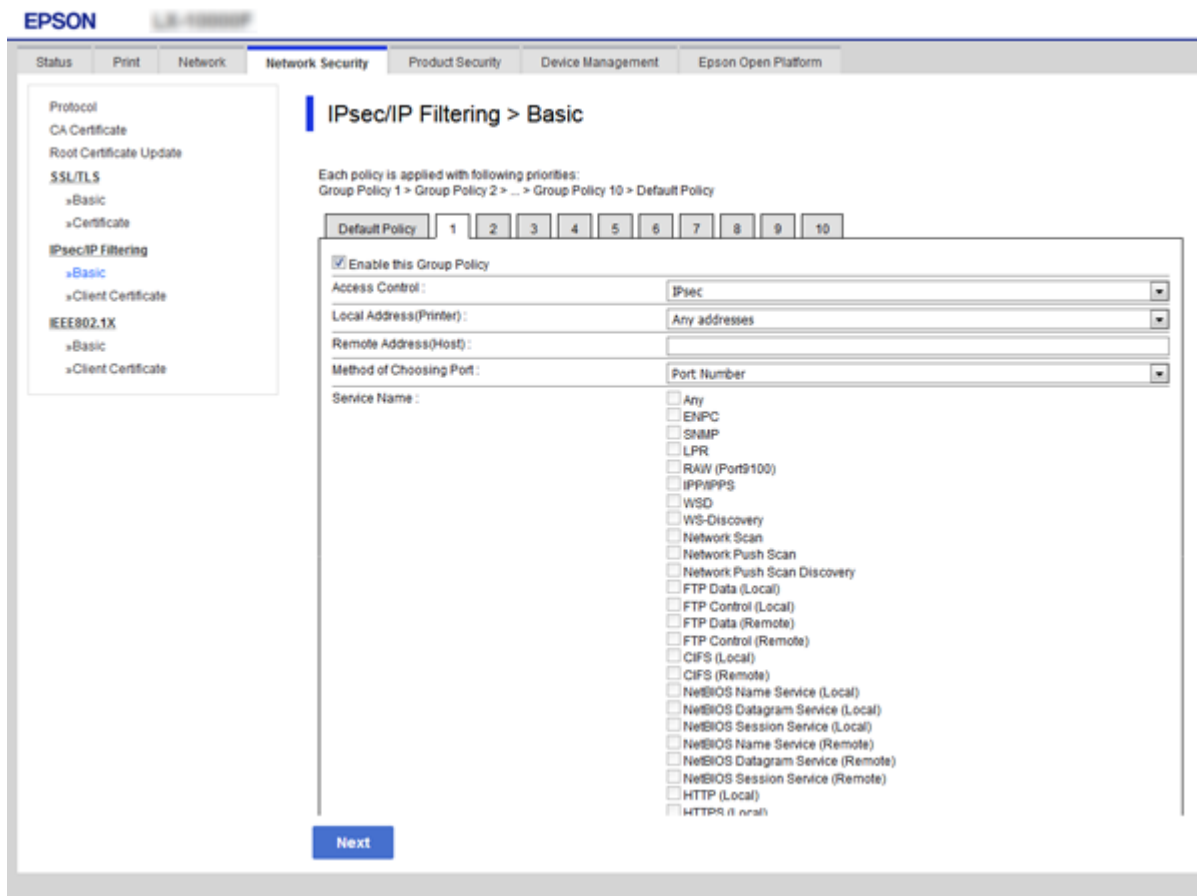 EPSON
Status Print Network Network Security Product Security Device Management Epson Open Platform
Protocol
CA Certificate
Root Certificate Update
SSL/TLS
»Basic
»Certificate
IPsec/IP Filtering
»Basic
»Client Certificate
IEEE802.1X
»Basic
»Client Certificate
IPsec/IP Filtering > Basic
Each policy is applied with following priorities:
Group Policy 1 > Group Policy 2 > ... > Group Policy 10 > Default Policy
Default Policy 1 2 3 4 5 6 7 8 9 10
Enable this Group Policy
Access Control : IPsec
Local Address(Printer) : Any addresses
Remote Address(Host) :
Method of Choosing Port : Port Number
Service Name : Any
ENPC
SNMP
LPR
RAW (Port9100)
IPP/IPPS
WSD
WS-Discovery
Network Scan
Network Push Scan
Network Push Scan Discovery
FTP Data (Local)
FTP Control (Local)
FTP Data (Remote)
FTP Control (Remote)
CIFS (Local)
CIFS (Remote)
NetBIOS Name Service (Local)
NetBIOS Datagram Service (Local)
NetBIOS Session Service (Local)
NetBIOS Name Service (Remote)
NetBIOS Datagram Service (Remote)
NetBIOS Session Service (Remote)
HTTP (Local)
HTTPS (Local)
Next